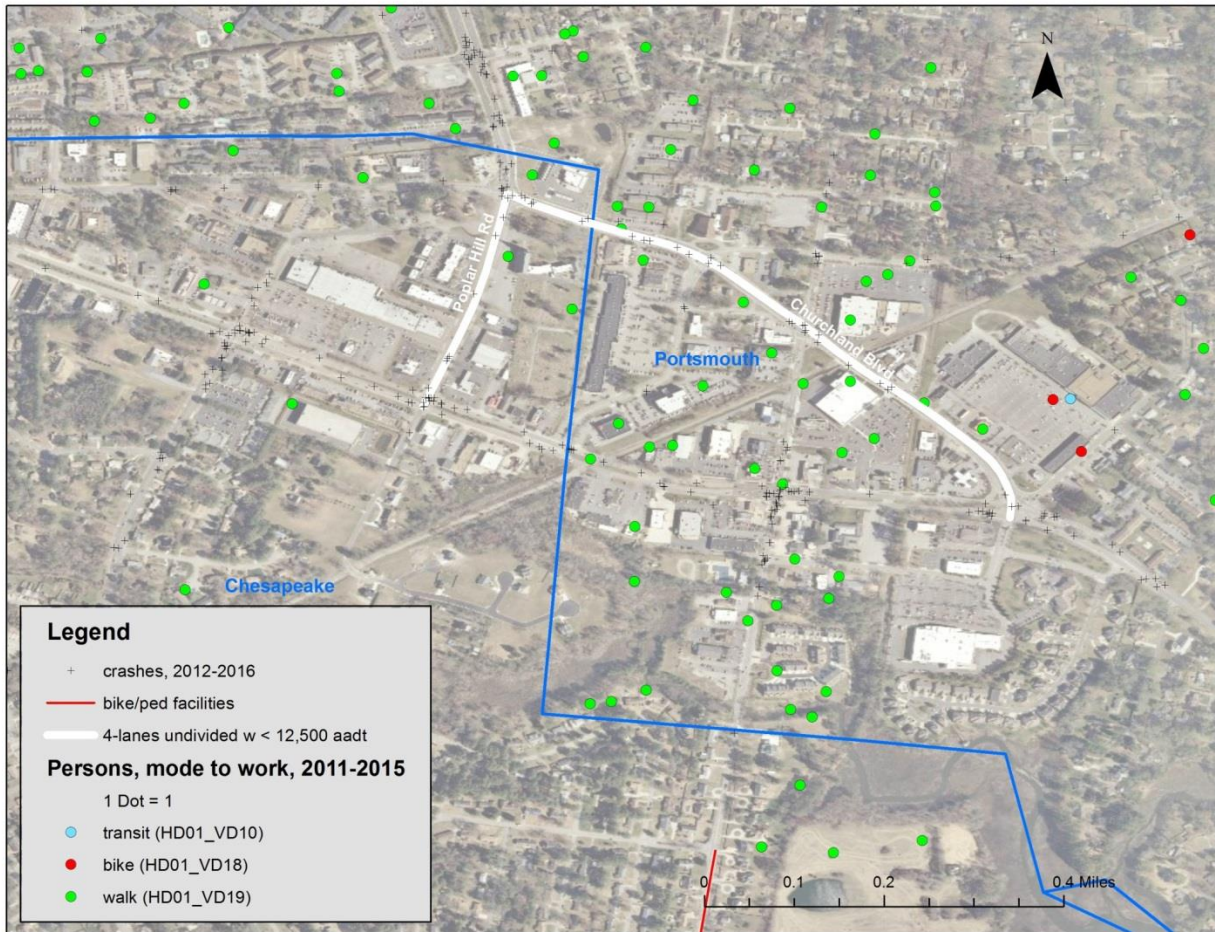 N
Poplar Hill Rd
Churchland Blvd
Portsmouth
Chesapeake
Legend
crashes, 2012-2016
bike/ped facilities
4-lanes undivided w < 12,500 aadt
Persons, mode to work, 2011-2015
1 Dot = 1
transit (HD01_VD10)
bike (HD01_VD18)
walk (HD01_VD19)
0 0.1 0.2 0.4 Miles